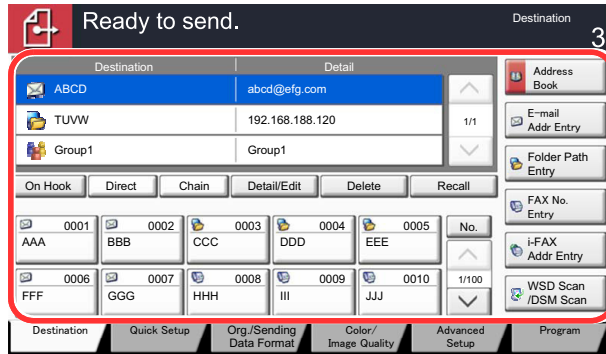 Ready to send.
Destination
3
Destination Detail
ABCD abcd@efg.com
TUVW 192.168.188.120
1/1
Group1 Group1
On Hook Direct Chain Detail/Edit Delete Recall
0001 0002 0003 0004 0005 No.
AAA BBB CCC DDD EEE
0006 0007 0008 0009 0010 1/100
FFF GGG HHH III JJJ
Address
Book
E-mail
Addr Entry
Folder Path
Entry
FAX No.
Entry
i-FAX
Addr Entry
WSD Scan
/DSM Scan
Destination Quick Setup Org./Sending Color/ Advanced Program
Data Format Image Quality Setup